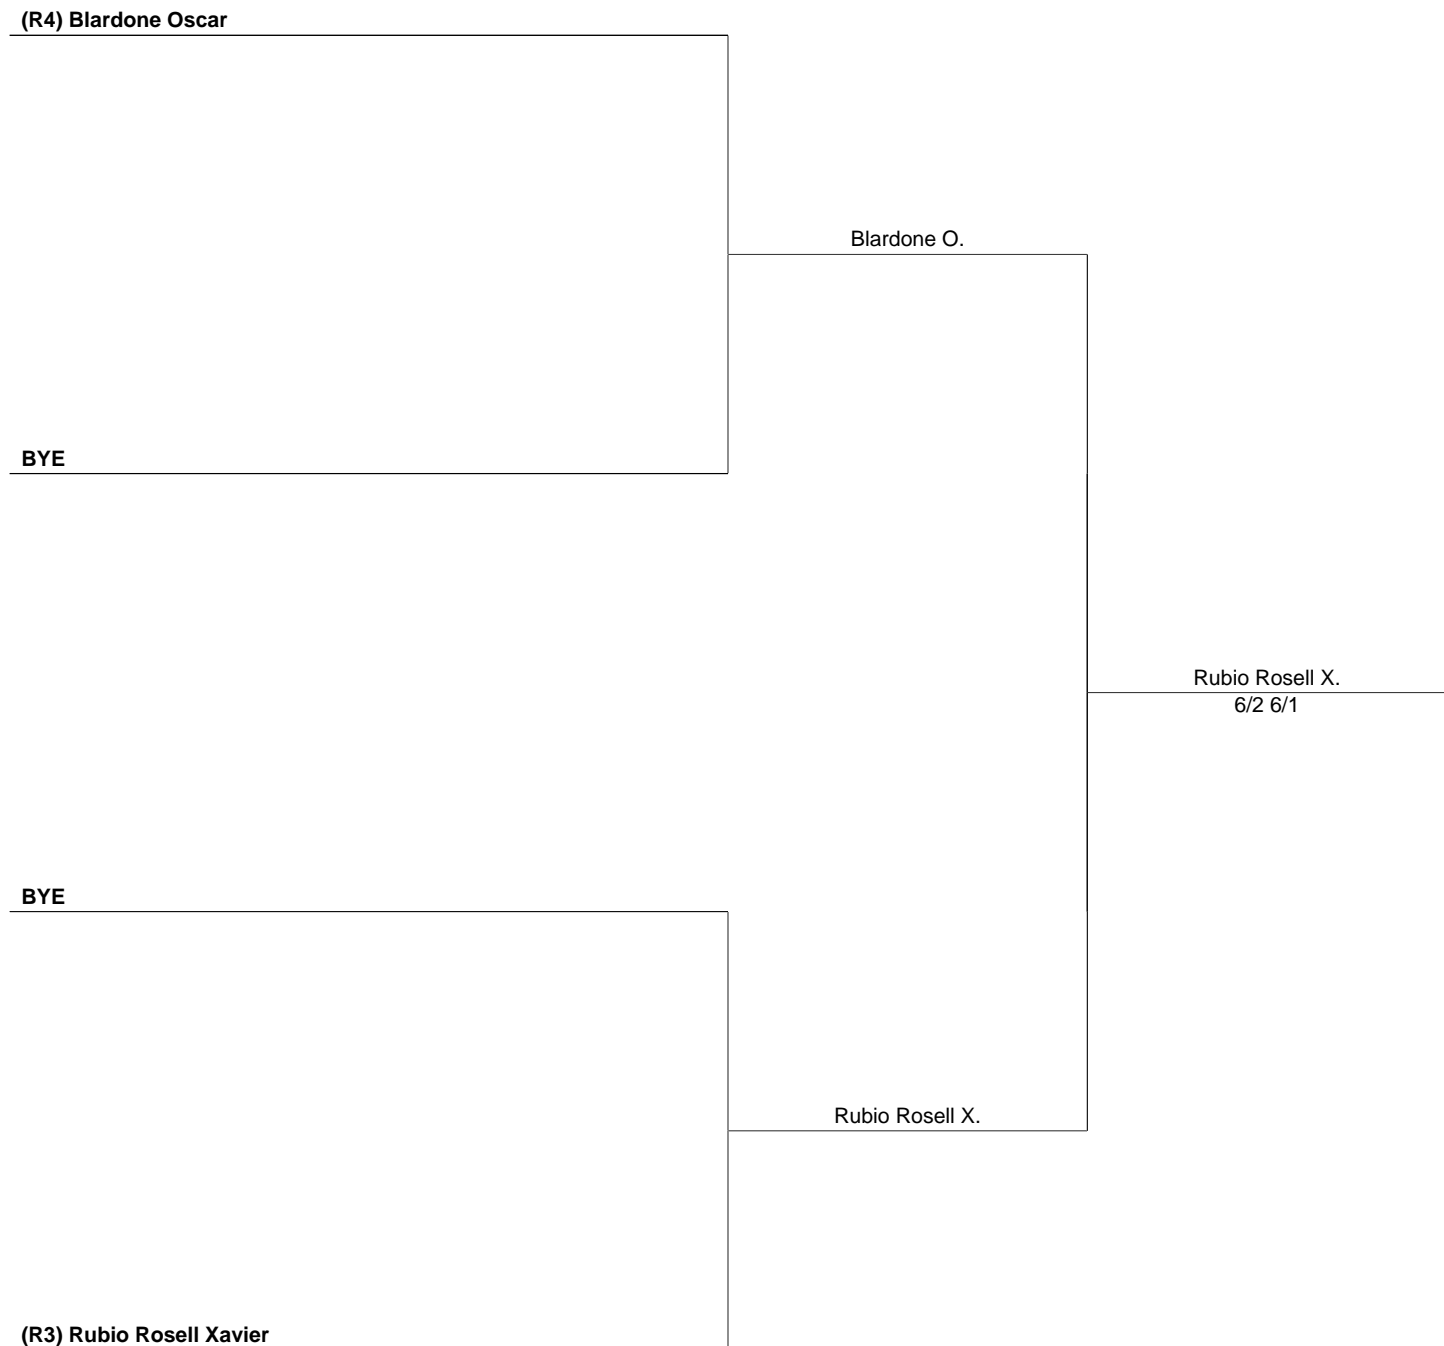 (R4) Blardone Oscar
Blardone O.
BYE
Rubio Rosell X.
6/2 6/1
BYE
Rubio Rosell X.
(R3) Rubio Rosell Xavier